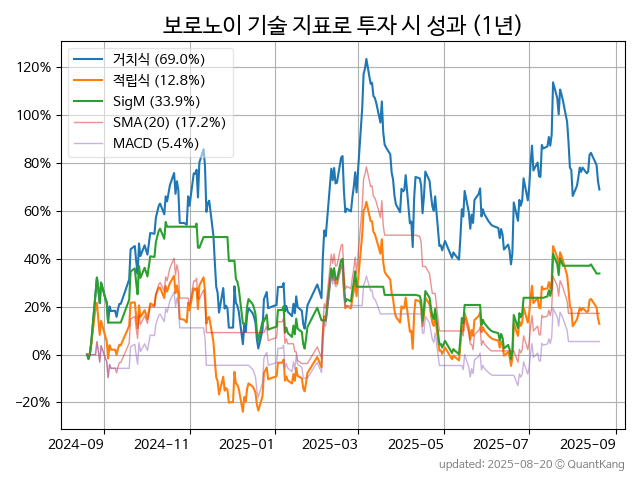 보로노이 기술 지표로 투자 시 성과 (1년)
거치식 (69.0%)
적립식 (12.8%)
SigM (33.9%)
SMA(20) (17.2%)
MACD (5.4%)
120%
100%
80%
60%
40%
20%
0%
−20%
2024-09 2024-11 2025-01 2025-03 2025-05 2025-07 2025-09
updated: 2025-08-20 © QuantKang